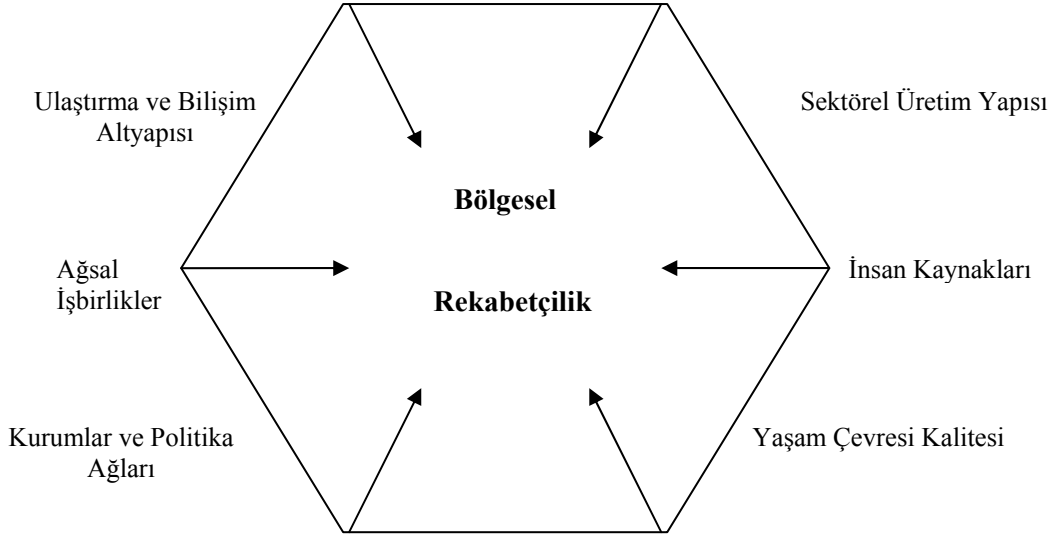 Ulaştırma ve Bilişim
Altyapısı
Sektörel Üretim Yapısı
Bölgesel
Ağsal
İşbirlikler
İnsan Kaynakları
Rekabetçilik
Kurumlar ve Politika
Ağları
Yaşam Çevresi Kalitesi